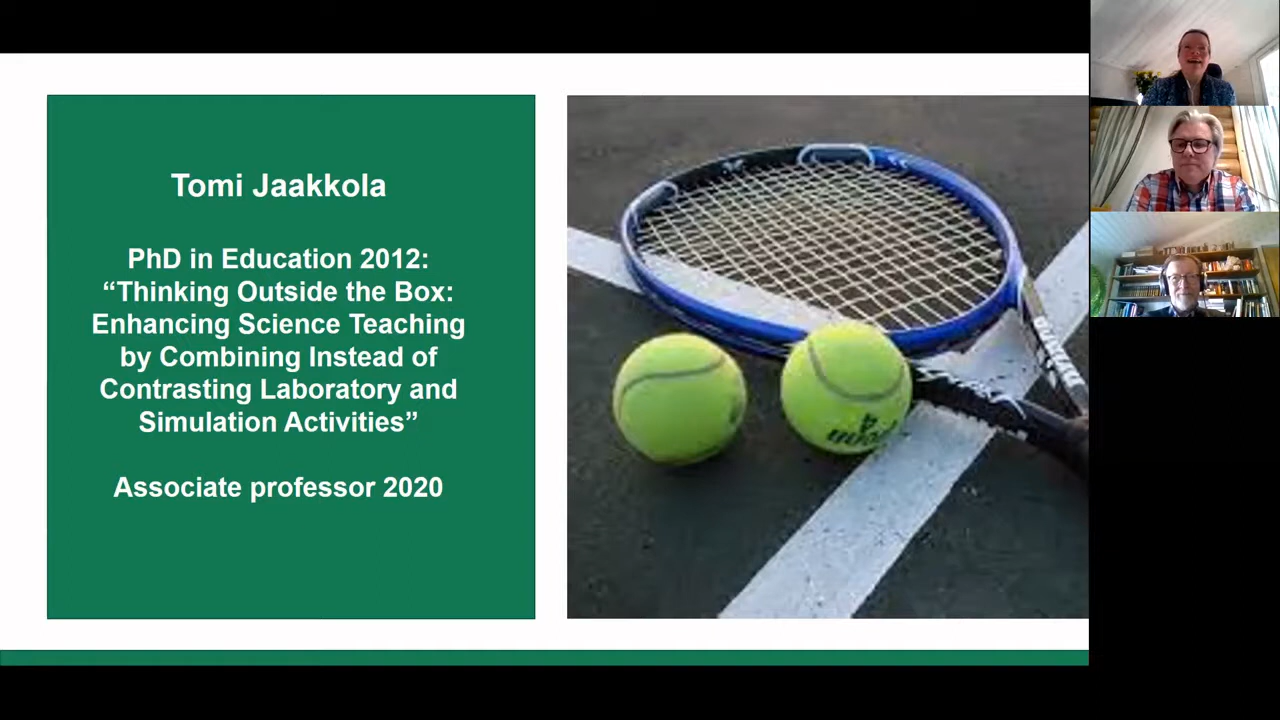 Tomi Jaakkola
PhD in Education 2012:
“Thinking Outside the Box:
Enhancing Science Teaching
by Combining Instead of
Contrasting Laboratory and
Simulation Activities”
Associate professor 2020